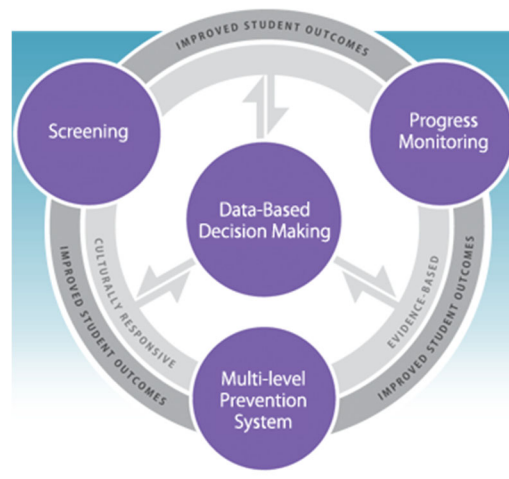 IMPROVED STUDENT OUTCOMES
Screening
Progress
Monitoring
Data-Based
Decision Making
IMPROVED STUDENT OUTCOMES
CULTURALLY RESPONSIVE
EVIDENCE-BASED
IMPROVED STUDENT OUTCOMES
Multi-level
Prevention
System